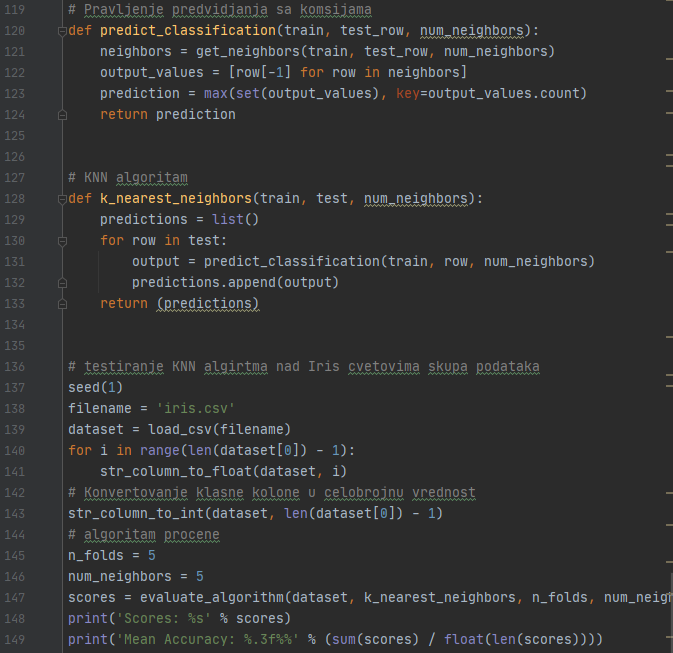 119 # Pravljenje predvidjanja sa komsijama
120 def predict_classification(train, test_row, num_neighbors):
121     neighbors = get_neighbors(train, test_row, num_neighbors)
122     output_values = [row[-1] for row in neighbors]
123     prediction = max(set(output_values), key=output_values.count)
124     return prediction
125
126
127 # KNN algoritam
128 def k_nearest_neighbors(train, test, num_neighbors):
129     predictions = list()
130     for row in test:
131         output = predict_classification(train, row, num_neighbors)
132         predictions.append(output)
133     return (predictions)
134
135
136 # testiranje KNN algirtma nad Iris cvetovima skupa podataka
137 seed(1)
138 filename = 'iris.csv'
139 dataset = load_csv(filename)
140 for i in range(len(dataset[0]) - 1):
141     str_column_to_float(dataset, i)
142 # Konvertovanje klasne kolone u celobrojnu vrednost
143 str_column_to_int(dataset, len(dataset[0]) - 1)
144 # algoritam procene
145 n_folds = 5
146 num_neighbors = 5
147 scores = evaluate_algorithm(dataset, k_nearest_neighbors, n_folds, num_neigh
148 print('Scores: %s' % scores)
149 print('Mean Accuracy: %.3f%%' % (sum(scores) / float(len(scores))))